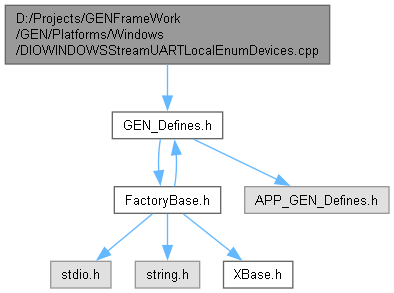 D:/Projects/GENFrameWork
/GEN/Platforms/Windows
/DIOWINDOWSStreamUARTLocalEnumDevices.cpp
GEN_Defines.h
FactoryBase.h
APP_GEN_Defines.h
stdio.h
string.h
XBase.h